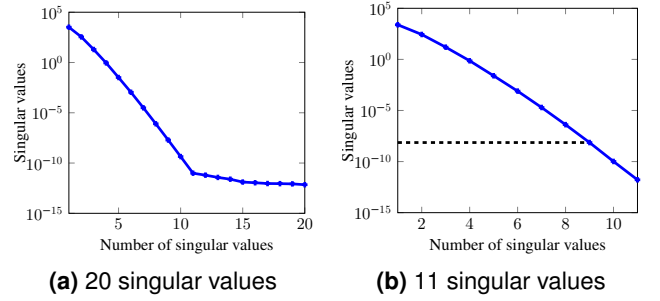 10^5
10^0
10^−5
10^−10
10^−15
Singular values
5 10 15 20
Number of singular values
(a) 20 singular values
10^5
10^0
10^−5
10^−10
10^−15
Singular values
2 4 6 8 10
Number of singular values
(b) 11 singular values